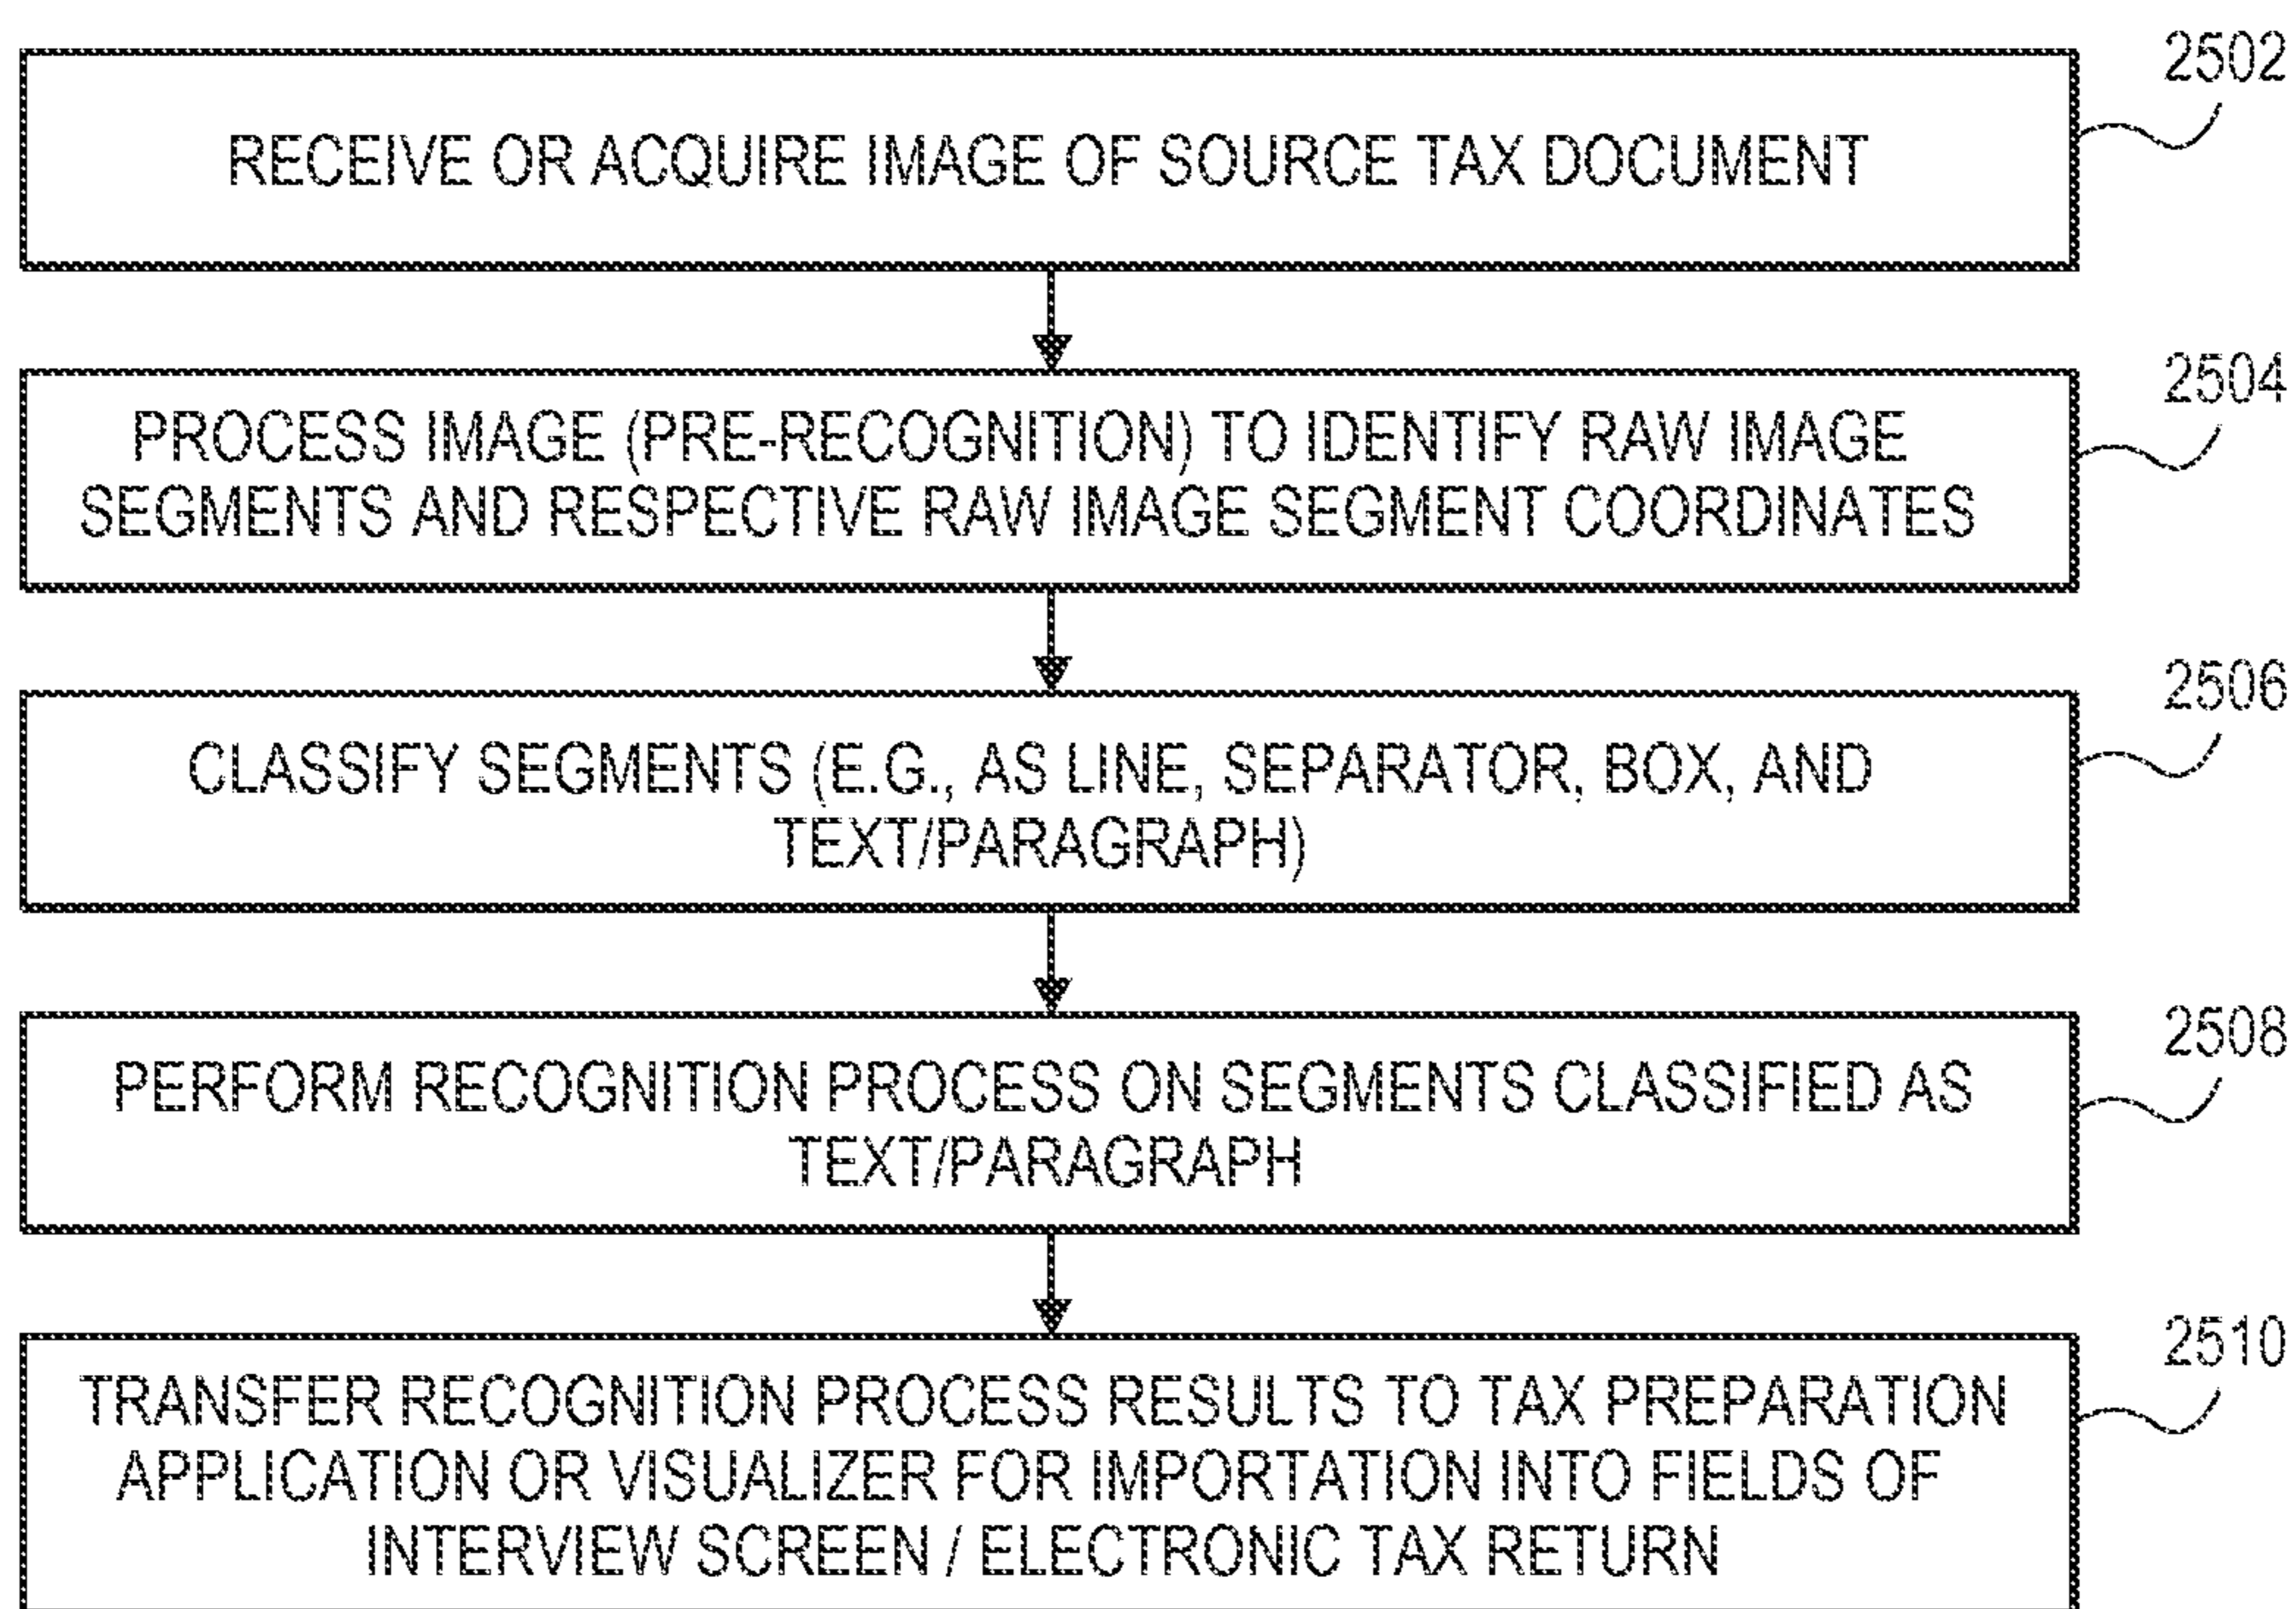 2502
RECEIVE OR ACQUIRE IMAGE OF SOURCE TAX DOCUMENT
2504
PROCESS IMAGE (PRE-RECOGNITION) TO IDENTIFY RAW IMAGE
SEGMENTS AND RESPECTIVE RAW IMAGE SEGMENT COORDINATES
2506
CLASSIFY SEGMENTS (E.G., AS LINE, SEPARATOR, BOX, AND
TEXT/PARAGRAPH)
2508
PERFORM RECOGNITION PROCESS ON SEGMENTS CLASSIFIED AS
TEXT/PARAGRAPH
2510
TRANSFER RECOGNITION PROCESS RESULTS TO TAX PREPARATION
APPLICATION OR VISUALIZER FOR IMPORTATION INTO FIELDS OF
INTERVIEW SCREEN / ELECTRONIC TAX RETURN